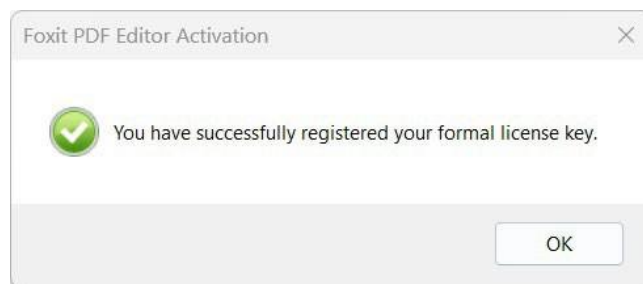 Foxit PDF Editor Activation
You have successfully registered your formal license key.
OK